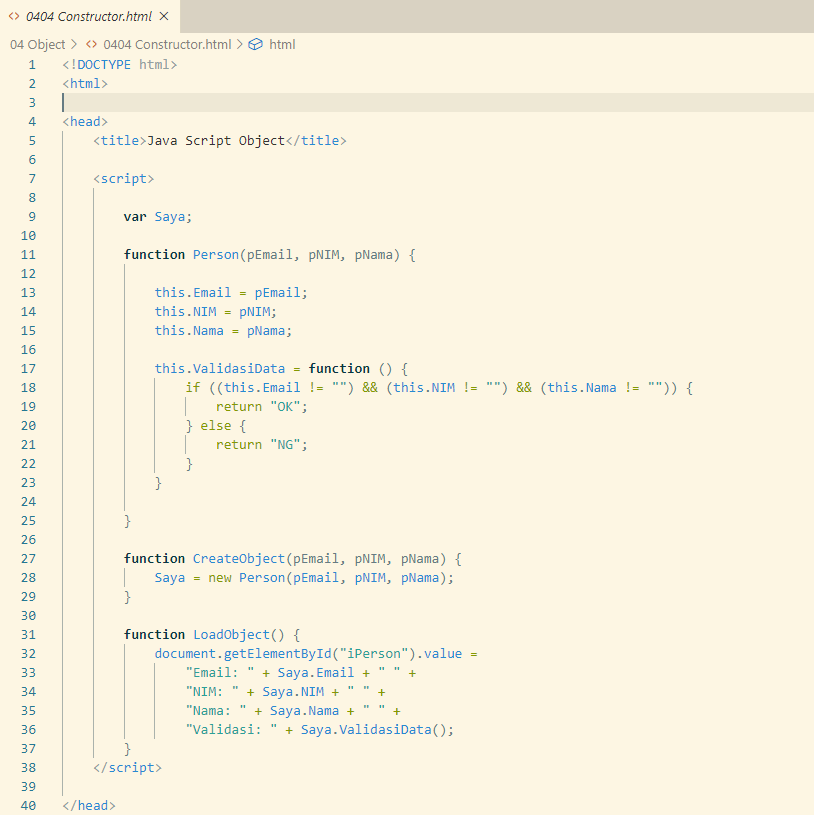 0404 Constructor.html
04 Object > 0404 Constructor.html > html
1 <!DOCTYPE html>
2 <html>
3
4 <head>
5     <title>Java Script Object</title>
6
7     <script>
8
9         var Saya;
10
11         function Person(pEmail, pNIM, pNama) {
12
13             this.Email = pEmail;
14             this.NIM = pNIM;
15             this.Nama = pNama;
16
17             this.ValidasiData = function () {
18                 if ((this.Email != "") && (this.NIM != "") && (this.Nama != "")) {
19                     return "OK";
20                 } else {
21                     return "NG";
22                 }
23             }
24
25         }
26
27         function CreateObject(pEmail, pNIM, pNama) {
28             Saya = new Person(pEmail, pNIM, pNama);
29         }
30
31         function LoadObject() {
32             document.getElementById("iPerson").value =
33                 "Email: " + Saya.Email + " " +
34                 "NIM: " + Saya.NIM + " " +
35                 "Nama: " + Saya.Nama + " " +
36                 "Validasi: " + Saya.ValidasiData();
37         }
38     </script>
39
40 </head>